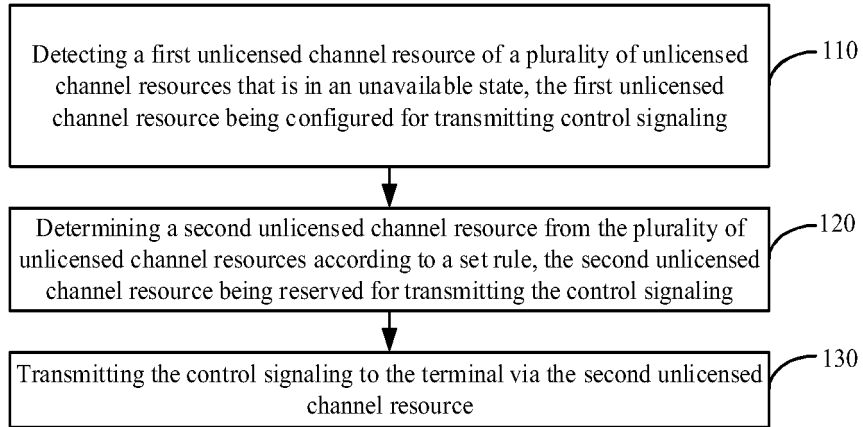 Detecting a first unlicensed channel resource of a plurality of unlicensed
channel resources that is in an unavailable state, the first unlicensed
channel resource being configured for transmitting control signaling
110
Determining a second unlicensed channel resource from the plurality of
unlicensed channel resources according to a set rule, the second unlicensed
channel resource being reserved for transmitting the control signaling
120
Transmitting the control signaling to the terminal via the second unlicensed
channel resource
130